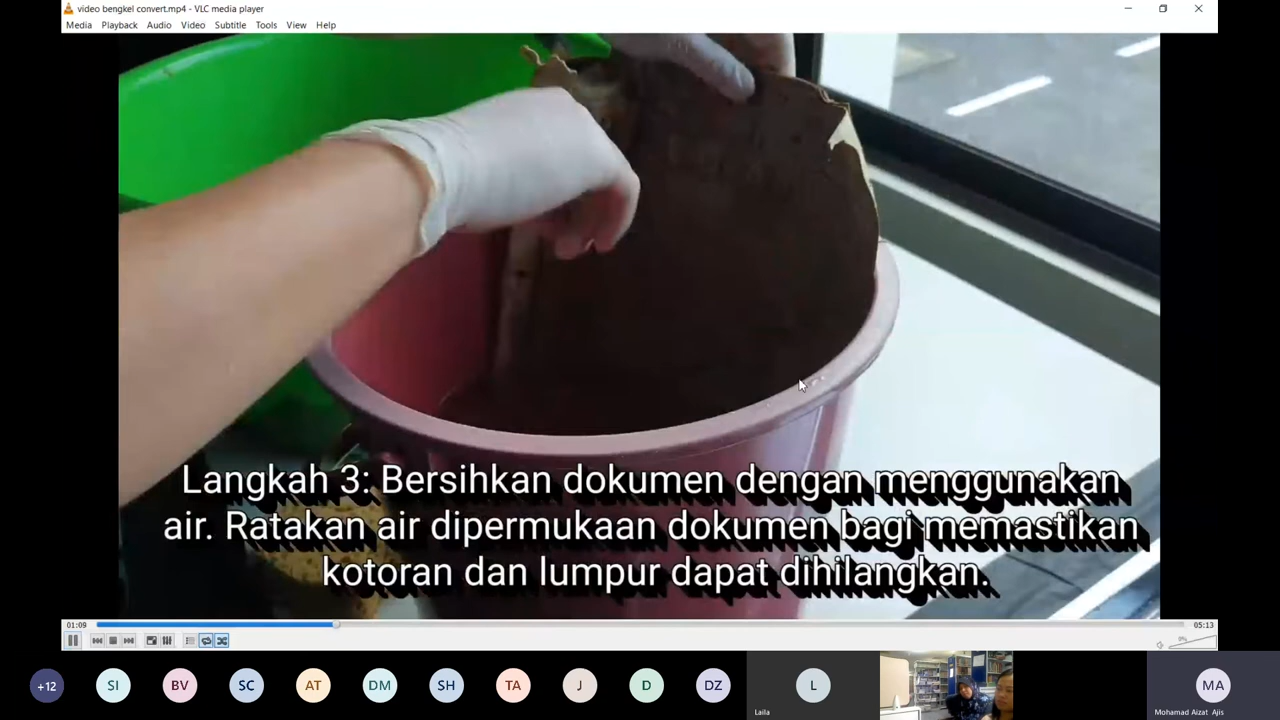 video bengkel convert.mp4 - VLC media player
Media Playback Audio Video Subtitle Tools View Help
Langkah 3: Bersihkan dokumen dengan menggunakan
air. Ratakan air dipermukaan dokumen bagi memastikan
kotoran dan lumpur dapat dihilangkan.
01:09 05:13
+12 SI BV SC AT DM SH TA J D DZ L MA
Laila Mohamad Aizat Ajis